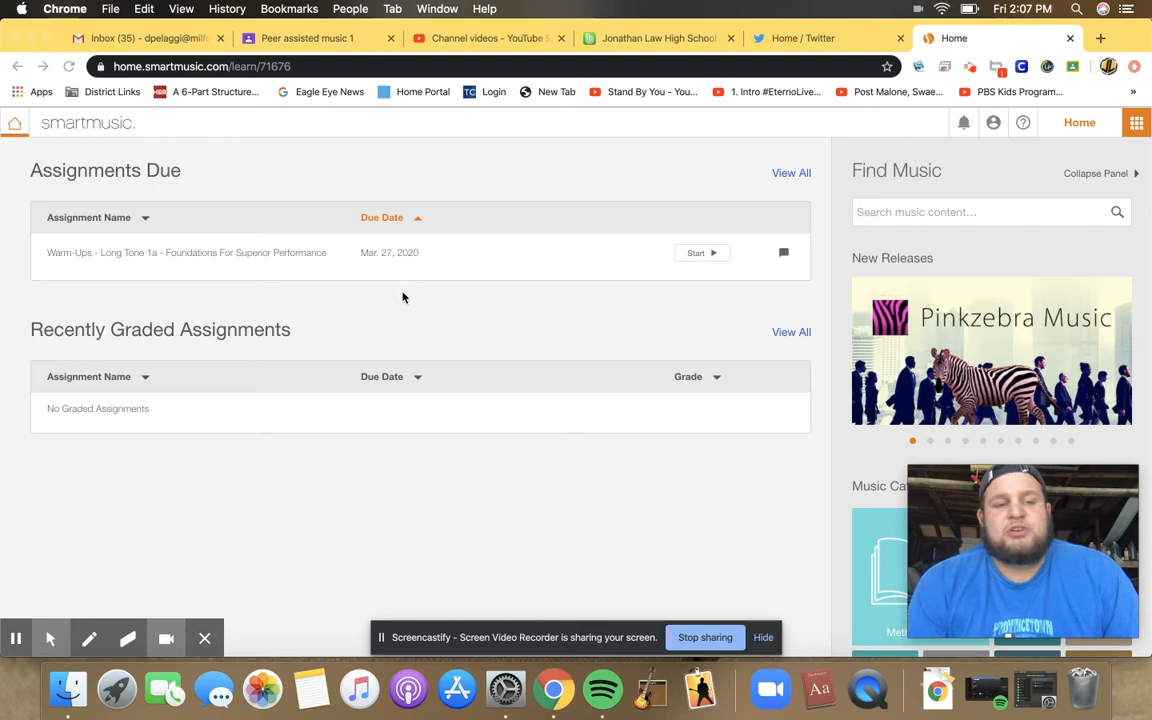 Chrome File Edit View History Bookmarks People Tab Window Help Fri 2:07 PM
Inbox (35) - dpelaggi@milf Peer assisted music 1 Channel videos - YouTube S Jonathan Law High School Home / Twitter Home
home.smartmusic.com/learn/71676
Apps District Links A 6-Part Structure... Eagle Eye News Home Portal TC Login New Tab Stand By You - You... 1. Intro #EternoLive... Post Malone, Swae... PBS Kids Program... »
smartmusic. Home
Assignments Due View All
Assignment Name Due Date
Warm-Ups - Long Tone 1a - Foundations For Superior Performance Mar. 27, 2020 Start
Recently Graded Assignments View All
Assignment Name Due Date Grade
No Graded Assignments
Find Music Collapse Panel
Search music content...
New Releases
Pinkzebra Music
Music Ca
Met
PROVINCETOWN
Screencastify - Screen Video Recorder is sharing your screen. Stop sharing Hide
Aa